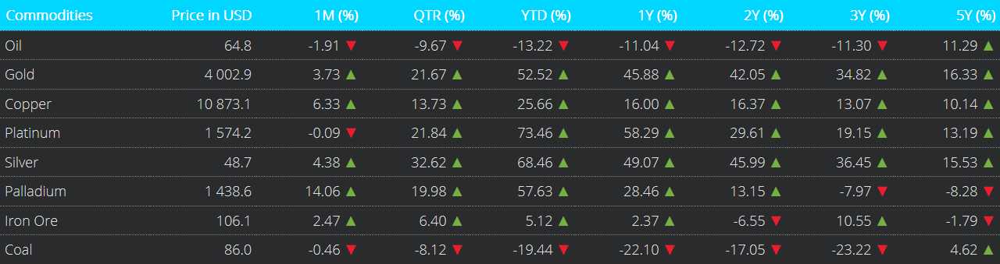 Commodities Price in USD 1M (%) QTR (%) YTD (%) 1Y (%) 2Y (%) 3Y (%) 5Y (%)
Oil 64.8 -1.91 ▼ -9.67 ▼ -13.22 ▼ -11.04 ▼ -12.72 ▼ -11.30 ▼ 11.29 ▲
Gold 4 002.9 3.73 ▲ 21.67 ▲ 52.52 ▲ 45.88 ▲ 42.05 ▲ 34.82 ▲ 16.33 ▲
Copper 10 873.1 6.33 ▲ 13.73 ▲ 25.66 ▲ 16.00 ▲ 16.37 ▲ 13.07 ▲ 10.14 ▲
Platinum 1 574.2 -0.09 ▼ 21.84 ▲ 73.46 ▲ 58.29 ▲ 29.61 ▲ 19.15 ▲ 13.19 ▲
Silver 48.7 4.38 ▲ 32.62 ▲ 68.46 ▲ 49.07 ▲ 45.99 ▲ 36.45 ▲ 15.53 ▲
Palladium 1 438.6 14.06 ▲ 19.98 ▲ 57.63 ▲ 28.46 ▲ 13.15 ▲ -7.97 ▼ -8.28 ▼
Iron Ore 106.1 2.47 ▲ 6.40 ▲ 5.12 ▲ 2.37 ▲ -6.55 ▼ 10.55 ▲ -1.79 ▼
Coal 86.0 -0.46 ▼ -8.12 ▼ -19.44 ▼ -22.10 ▼ -17.05 ▼ -23.22 ▼ 4.62 ▲